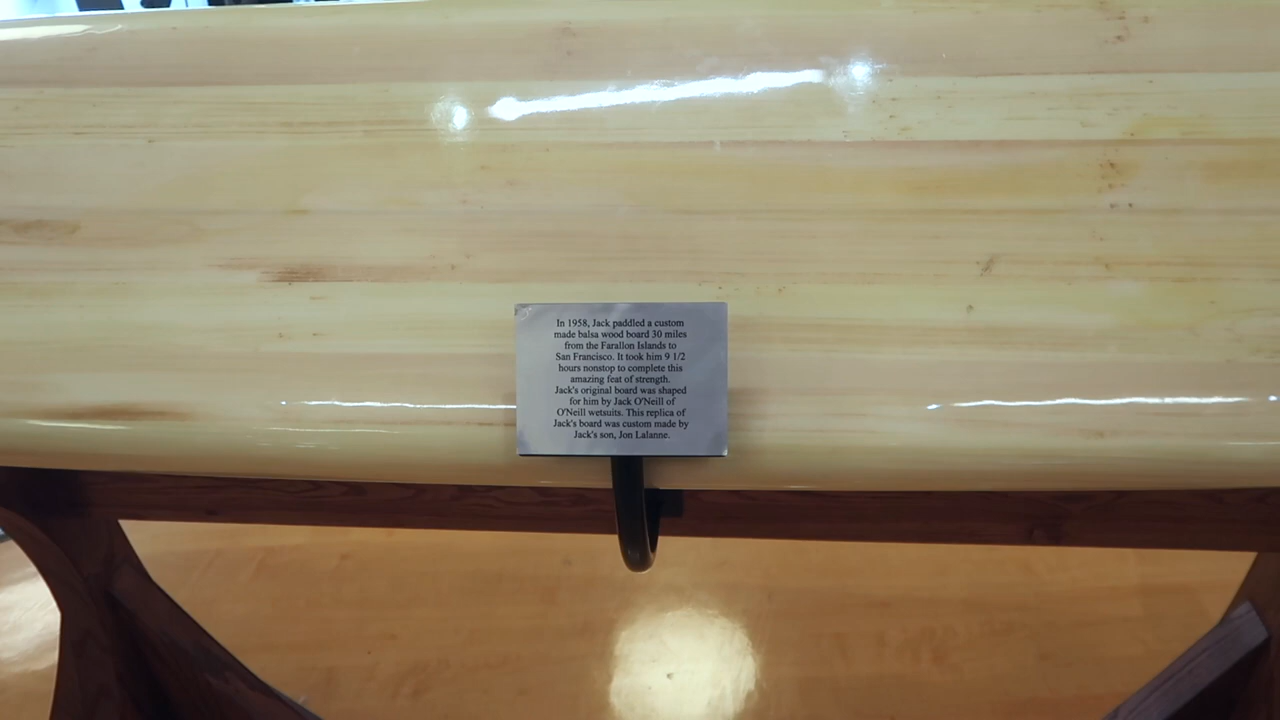 In 1958, Jack paddled a custom
made balsa wood board 30 miles
from the Farallon Islands to
San Francisco. It took him 9 1/2
hours nonstop to complete this
amazing feat of strength.
Jack's original board was shaped
for him by Jack O'Neill of
O'Neill wetsuits. This replica of
Jack's board was custom made by
Jack's son, Jon Lalanne.